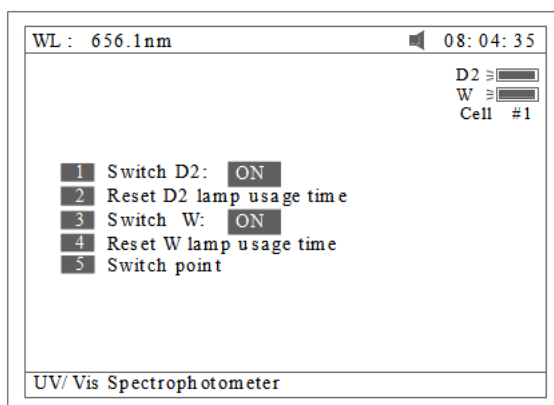 WL: 656.1nm 08:04:35
D2
W
Cell #1
1 Switch D2: ON
2 Reset D2 lamp usage time
3 Switch W: ON
4 Reset W lamp usage time
5 Switch point
UV/Vis Spectrophotometer